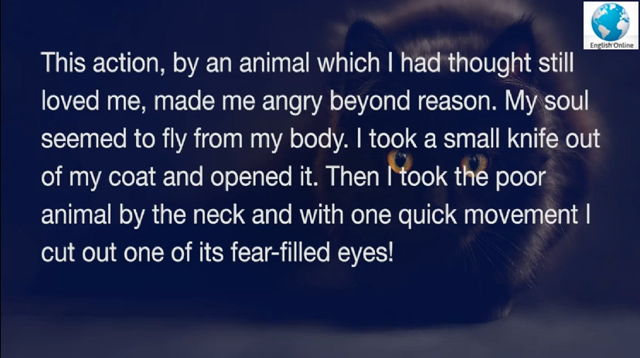 English Online
This action, by an animal which I had thought still
loved me, made me angry beyond reason. My soul
seemed to fly from my body. I took a small knife out
of my coat and opened it. Then I took the poor
animal by the neck and with one quick movement I
cut out one of its fear-filled eyes!